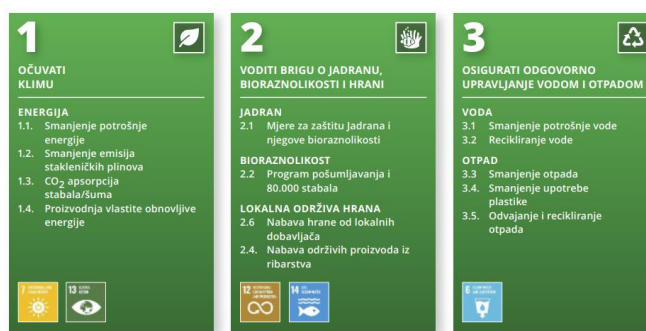 1
OČUVATI
KLIMU
ENERGIJA
1.1. Smanjenje potrošnje
energije
1.2. Smanjenje emisija
stakleničkih plinova
1.3. CO2 apsorpcija
stabala/šuma
1.4. Proizvodnja vlastite obnovljive
energije
7
13
2
VODITI BRIGU O JADRANU,
BIORAZNOLIKOSTI I HRANI
JADRAN
2.1 Mjere za zaštitu Jadrana i
njegove bioraznolikosti
BIORAZNOLIKOST
2.2 Program pošumljavanja i
80.000 stabala
LOKALNA ODRŽIVA HRANA
2.6 Nabava hrane od lokalnih
dobavljača
2.4. Nabava održivih proizvoda iz
ribarstva
12
14
3
OSIGURATI ODGOVORNO
UPRAVLJANJE VODOM I OTPADOM
VODA
3.1 Smanjenje potrošnje vode
3.2 Recikliranje vode
OTPAD
3.3 Smanjenje otpada
3.4. Smanjenje upotrebe
plastike
3.5. Odvajanje i recikliranje
otpada
6